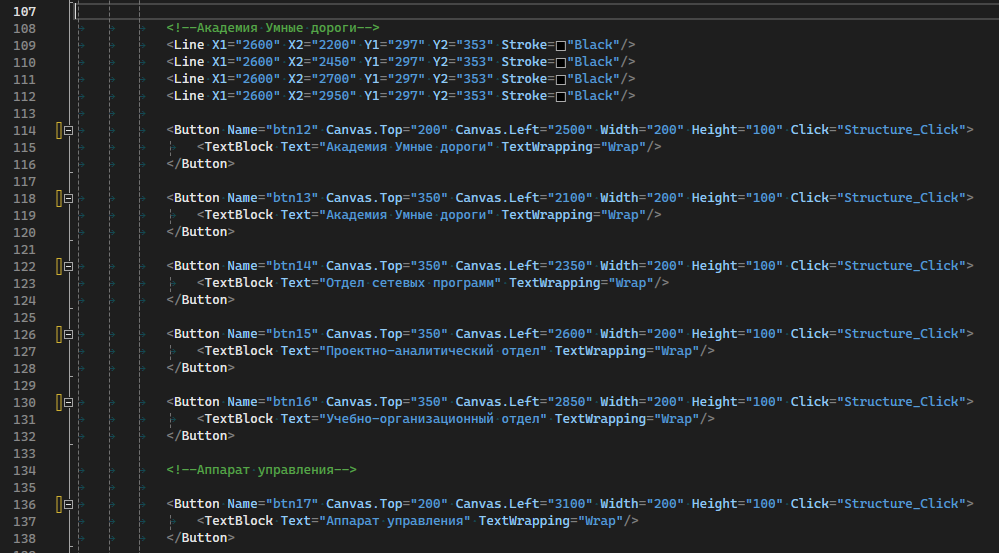 107
108 <!--Академия Умные дороги-->
109 <Line X1="2600" X2="2200" Y1="297" Y2="353" Stroke="Black"/>
110 <Line X1="2600" X2="2450" Y1="297" Y2="353" Stroke="Black"/>
111 <Line X1="2600" X2="2700" Y1="297" Y2="353" Stroke="Black"/>
112 <Line X1="2600" X2="2950" Y1="297" Y2="353" Stroke="Black"/>
113
114 <Button Name="btn12" Canvas.Top="200" Canvas.Left="2500" Width="200" Height="100" Click="Structure_Click">
115 <TextBlock Text="Академия Умные дороги" TextWrapping="Wrap"/>
116 </Button>
117
118 <Button Name="btn13" Canvas.Top="350" Canvas.Left="2100" Width="200" Height="100" Click="Structure_Click">
119 <TextBlock Text="Академия Умные дороги" TextWrapping="Wrap"/>
120 </Button>
121
122 <Button Name="btn14" Canvas.Top="350" Canvas.Left="2350" Width="200" Height="100" Click="Structure_Click">
123 <TextBlock Text="Отдел сетевых программ" TextWrapping="Wrap"/>
124 </Button>
125
126 <Button Name="btn15" Canvas.Top="350" Canvas.Left="2600" Width="200" Height="100" Click="Structure_Click">
127 <TextBlock Text="Проектно-аналитический отдел" TextWrapping="Wrap"/>
128 </Button>
129
130 <Button Name="btn16" Canvas.Top="350" Canvas.Left="2850" Width="200" Height="100" Click="Structure_Click">
131 <TextBlock Text="Учебно-организационный отдел" TextWrapping="Wrap"/>
132 </Button>
133
134 <!--Аппарат управления-->
135
136 <Button Name="btn17" Canvas.Top="200" Canvas.Left="3100" Width="200" Height="100" Click="Structure_Click">
137 <TextBlock Text="Аппарат управления" TextWrapping="Wrap"/>
138 </Button>